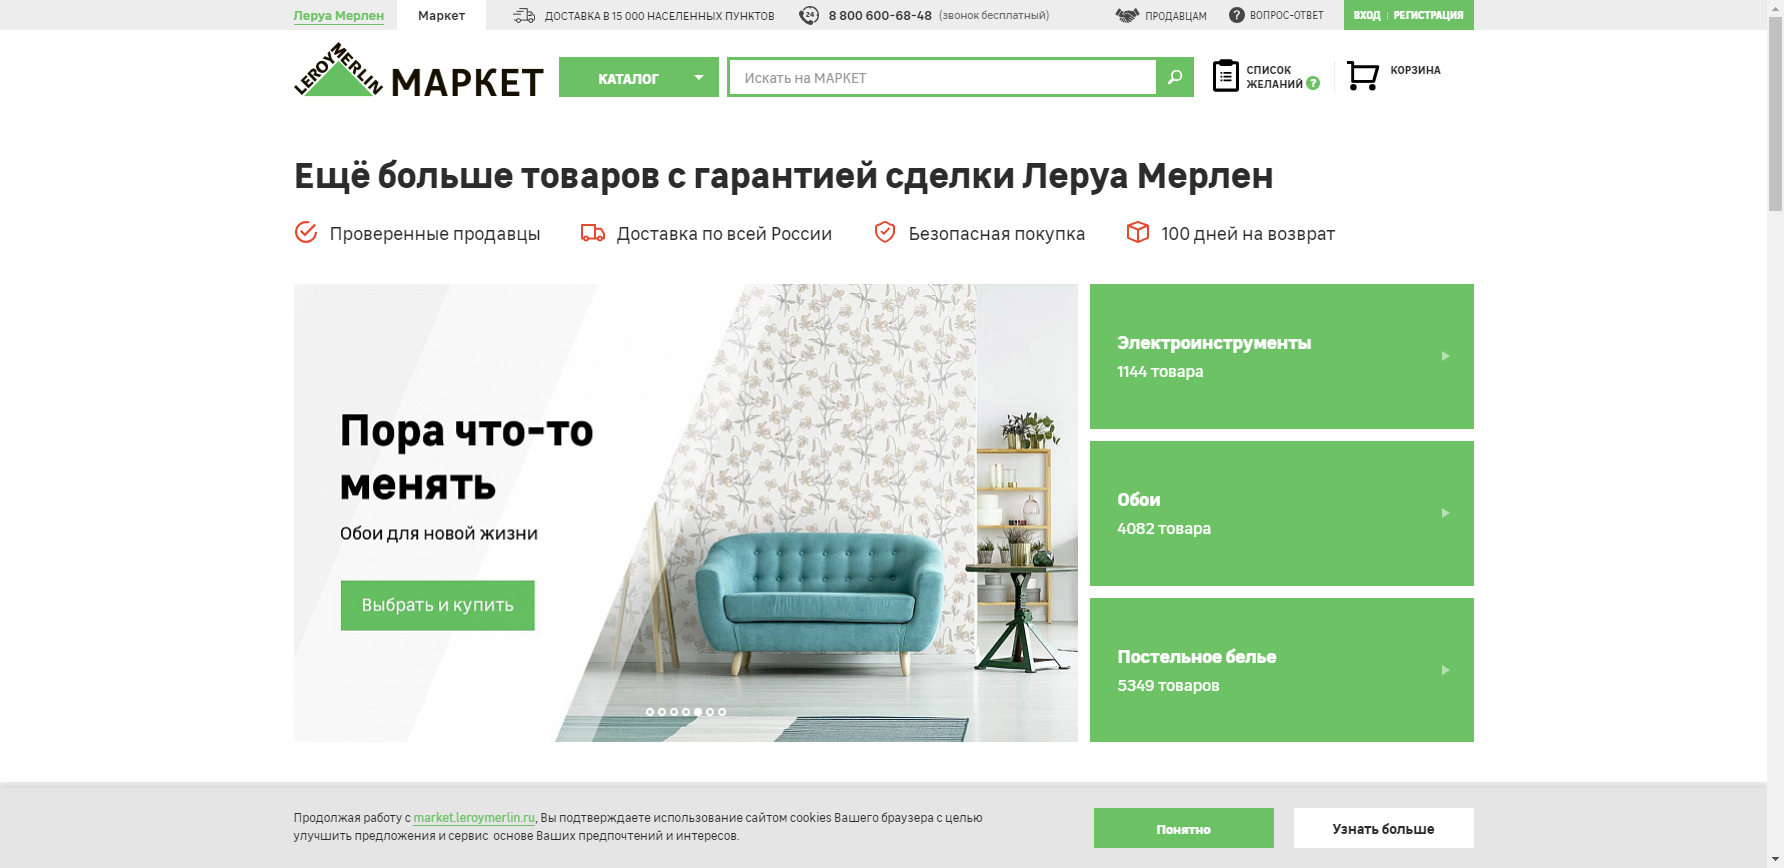 Леруа Мерлен
Маркет
ДОСТАВКА В 15 000 НАСЕЛЕННЫХ ПУНКТОВ
24
8 800 600-68-48 (звонок бесплатный)
ПРОДАВЦАМ
? ВОПРОС-ОТВЕТ
ВХОД
РЕГИСТРАЦИЯ
LEROY MERLIN
МАРКЕТ
КАТАЛОГ
Искать на МАРКЕТ
СПИСОК
ЖЕЛАНИЙ ?
КОРЗИНА
Ещё больше товаров с гарантией сделки Леруа Мерлен
Проверенные продавцы
Доставка по всей России
Безопасная покупка
100 дней на возврат
Пора что-то
менять
Обои для новой жизни
Выбрать и купить
Электроинструменты
1144 товара
Обои
4082 товара
Постельное белье
5349 товаров
Продолжая работу с market.leroymerlin.ru, Вы подтверждаете использование сайтом cookies Вашего браузера с целью
улучшить предложения и сервис основе Ваших предпочтений и интересов.
Понятно
Узнать больше